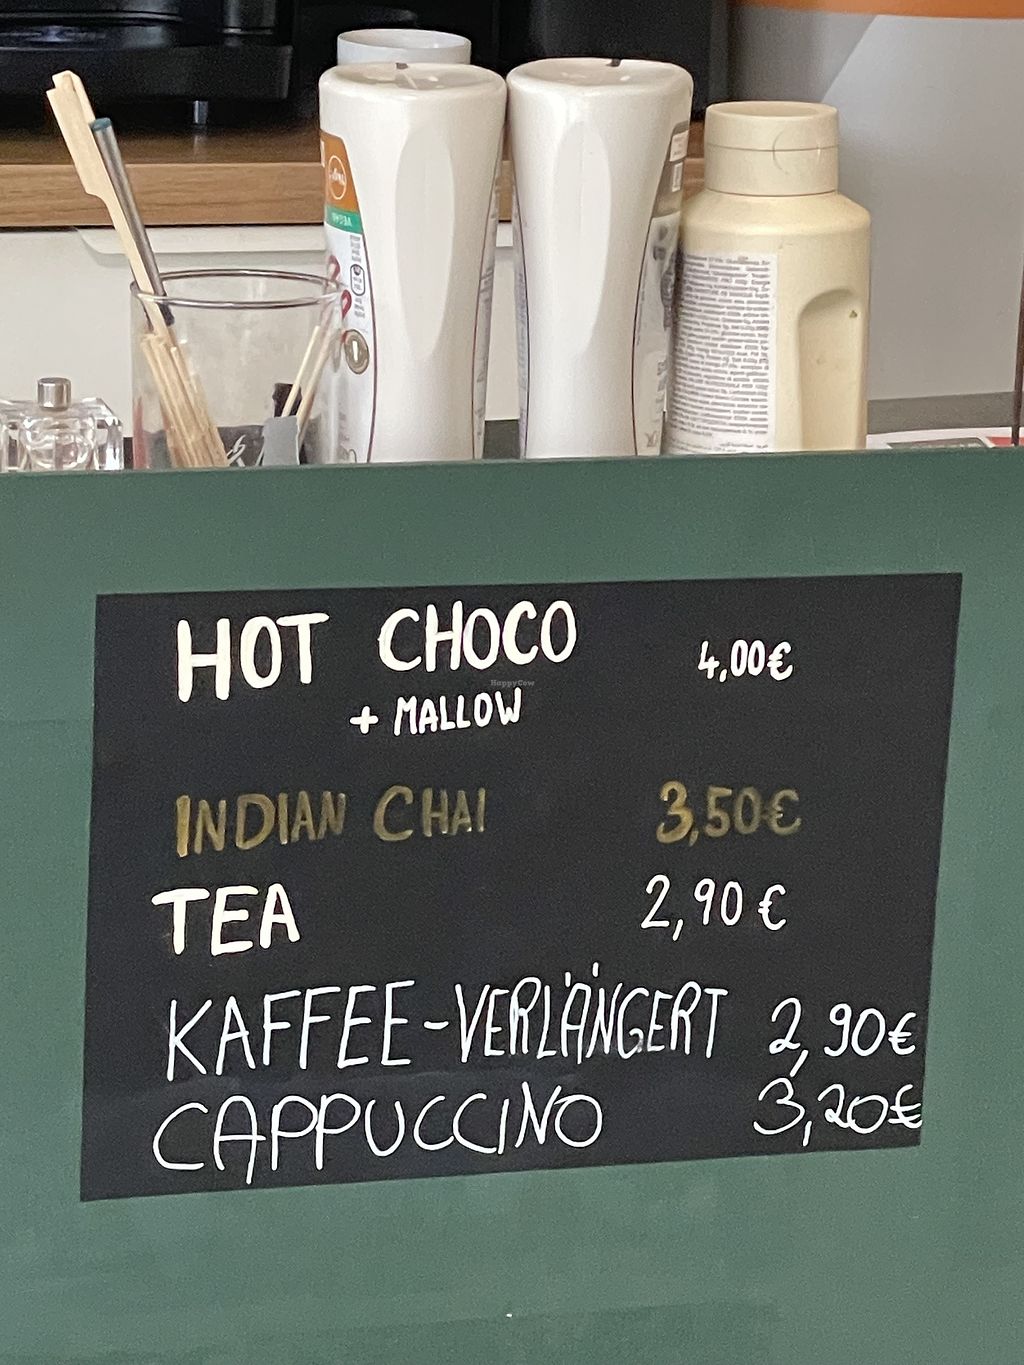 HOT CHOCO 4,00€
+ MALLOW
HappyCow
INDIAN CHAI 3,50€
TEA 2,90€
KAFFEE-VERLÄNGERT 2,90€
CAPPUCCINO 3,20€